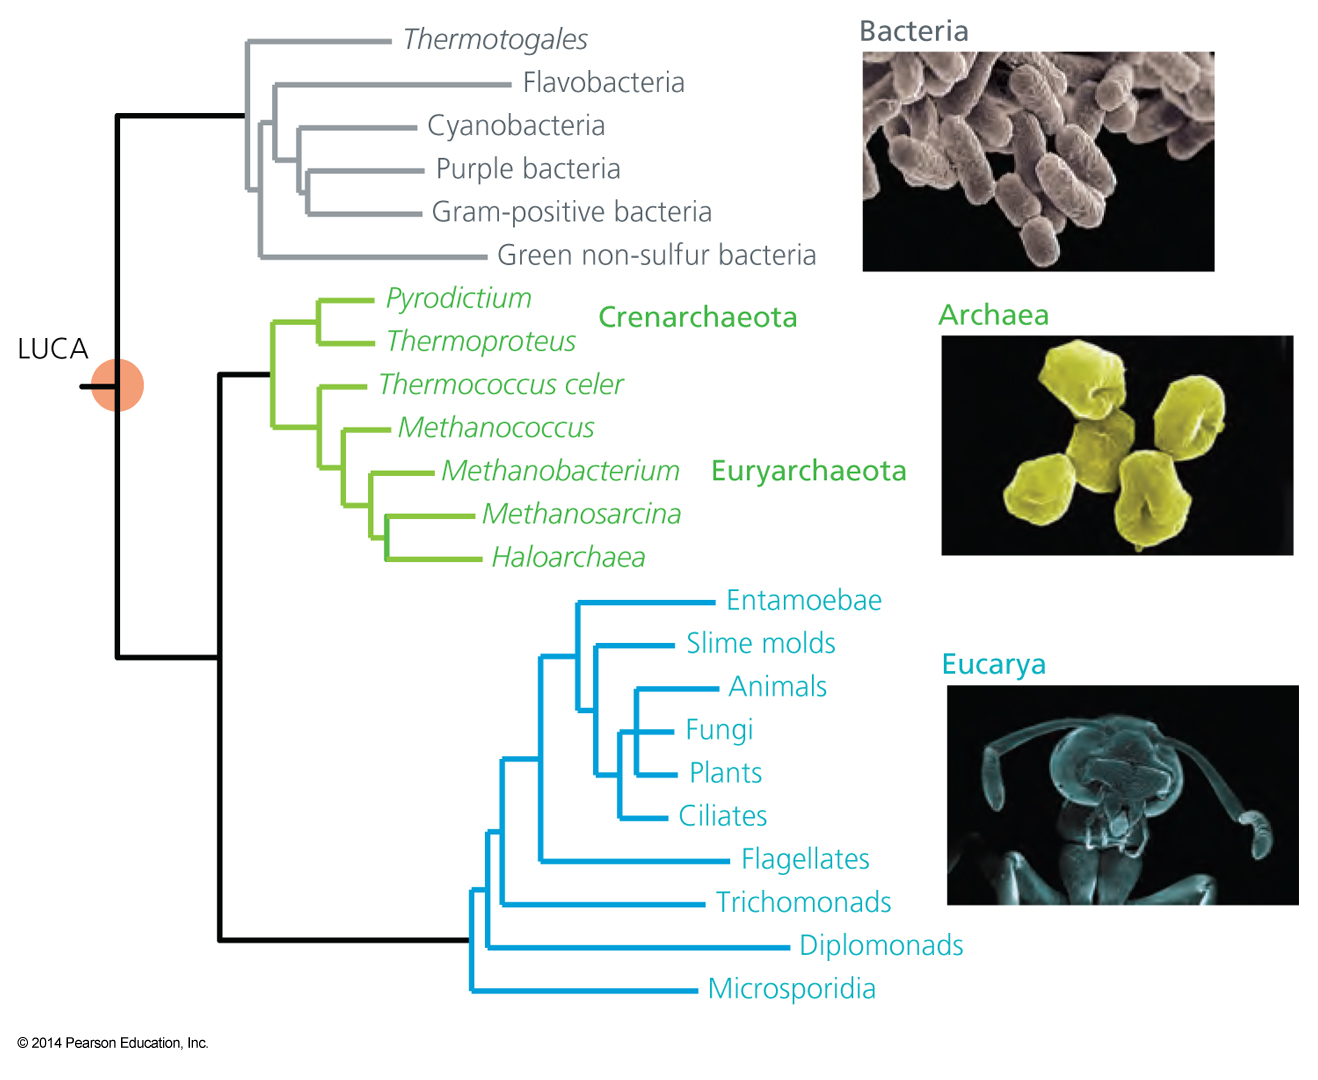 Thermotogales
Bacteria
Flavobacteria
Cyanobacteria
Purple bacteria
Gram-positive bacteria
Green non-sulfur bacteria
Pyrodictium
Crenarchaeota
Archaea
Thermoproteus
LUCA
Thermococcus celer
Methanococcus
Methanobacterium
Euryarchaeota
Methanosarcina
Haloarchaea
Entamoebae
Slime molds
Eucarya
Animals
Fungi
Plants
Ciliates
Flagellates
Trichomonads
Diplomonads
Microsporidia
© 2014 Pearson Education, Inc.